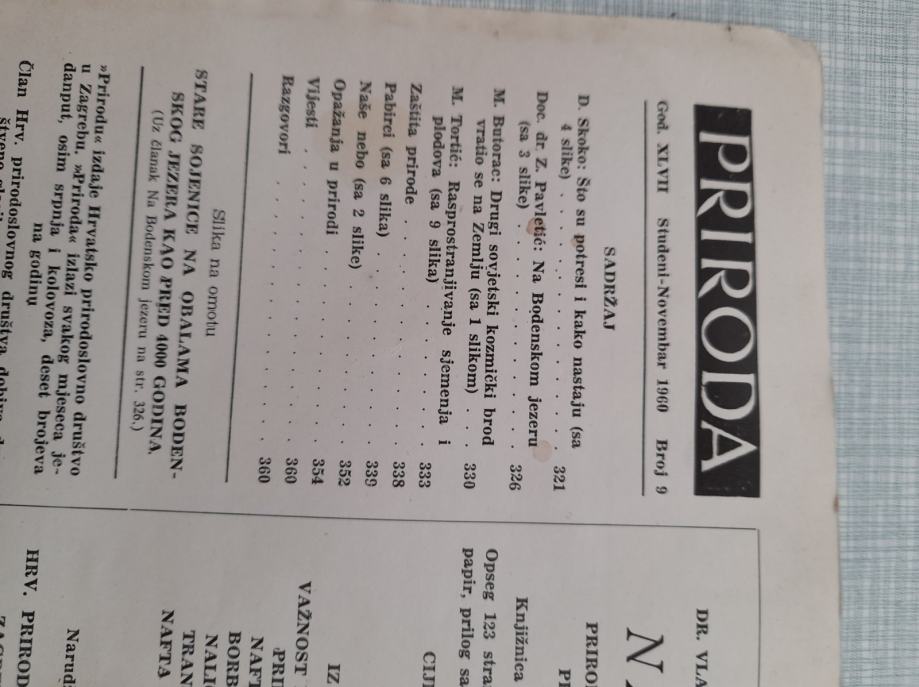 PRIRODA
God. XLVII Studeni-Novembar 1960 Broj 9
SADRŽAJ
D. Skoko: Što su potresi i kako nastaju (sa
4 slike) . . . . . . . . . . 321
Doc. dr. Z. Pavletić: Na Bodenskom jezeru
(sa 3 slike) . . . . . . . . . 326
M. Butorac: Drugi sovjetski kozmički brod
vratio se na Zemlju (sa 1 slikom) . . 330
M. Tortić: Rasprostranjivanje sjemenja i
plodova (sa 9 slika) . . . . . . 333
Zaštita prirode . . . . . . . . 338
Pabirci (sa 6 slika) . . . . . . . 339
Naše nebo (sa 2 slike) . . . . . . 352
Opažanja u prirodi . . . . . . . 354
Vijesti . . . . . . . . . . 360
Razgovori . . . . . . . . . 360
Slika na omotu
STARE SOJENICE NA OBALAMA BODEN-
SKOG JEZERA KAO PRED 4000 GODINA.
(Uz članak Na Bodenskom jezeru na str. 326.)
»Prirodu« izdaje Hrvatsko prirodoslovno društvo
u Zagrebu. »Priroda« izlazi svakog mjeseca je-
danput, osim srpnja i kolovoza, deset brojeva
na godinu
Član Hrv. prirodoslovnog društva dobiva
DR. VLA
N
PRIRO
Knjižnica
Opseg 123 stra
papir, prilog sa
CIJ
IZ
VAŽNOST
PRI
NAFT
BORB
NALI
TRAN
NAFTA
Narud
HRV. PRIROD